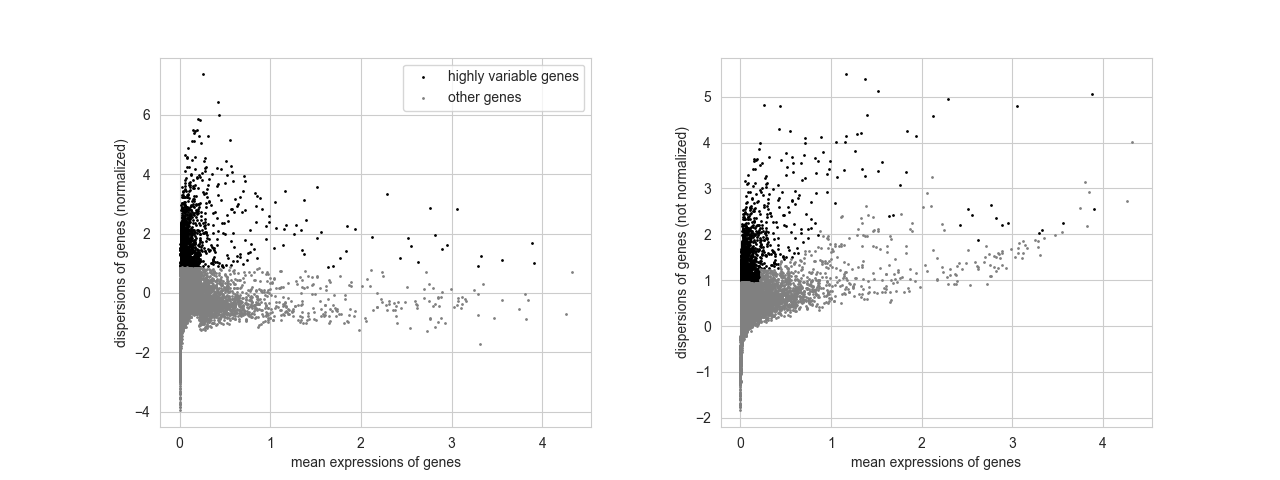 dispersions of genes (normalized)
6
4
2
0
−2
−4
highly variable genes
other genes
0 1 2 3 4
mean expressions of genes
dispersions of genes (not normalized)
5
4
3
2
1
0
−1
−2
0 1 2 3 4
mean expressions of genes